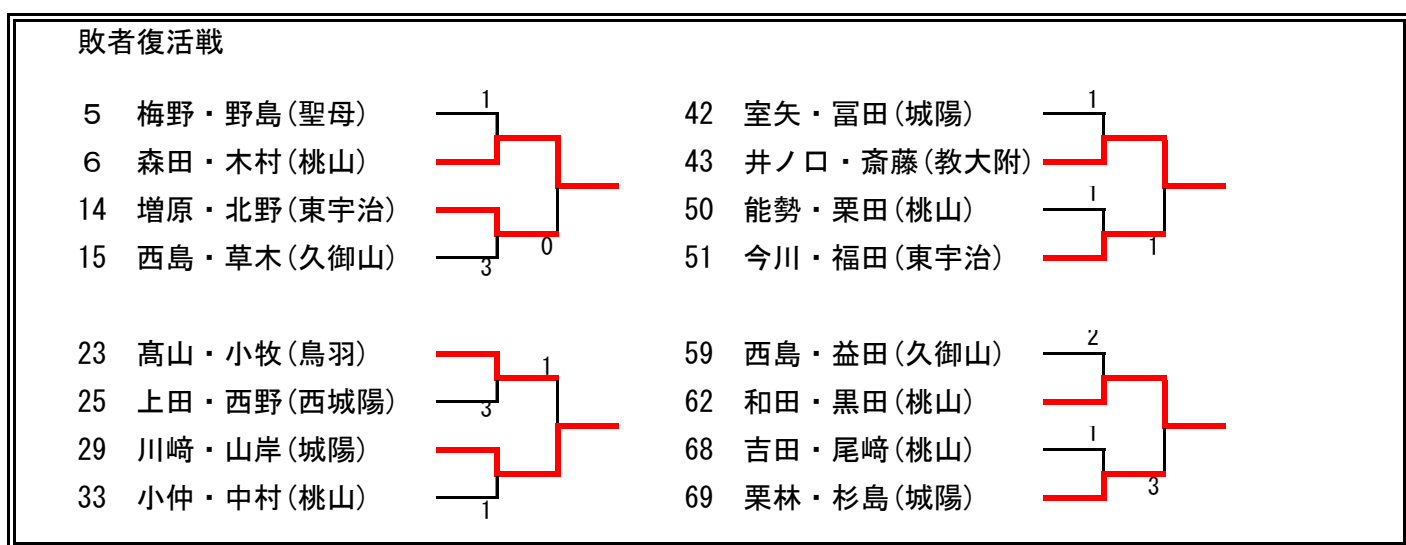 敗者復活戦
5 梅野・野島(聖母) 1
6 森田・木村(桃山)
14 増原・北野(東宇治)
0
15 西島・草木(久御山) 3
42 室矢・冨田(城陽) 1
43 井ノ口・斎藤(教大附)
50 能勢・栗田(桃山) 1
51 今川・福田(東宇治) 1
23 髙山・小牧(鳥羽) 1
25 上田・西野(西城陽) 3
29 川﨑・山岸(城陽)
33 小仲・中村(桃山) 1
59 西島・益田(久御山) 2
62 和田・黒田(桃山)
68 吉田・尾﨑(桃山) 1
69 栗林・杉島(城陽) 3